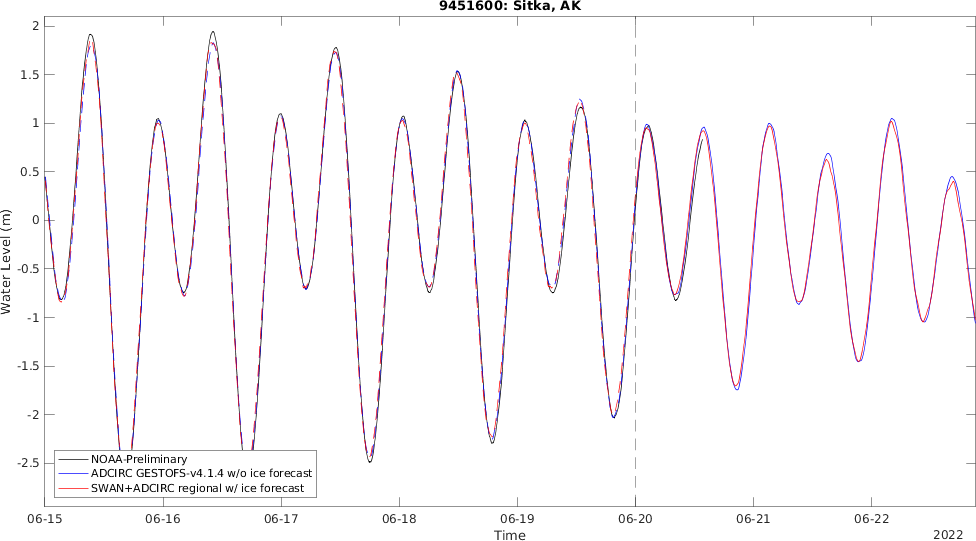 9451600: Sitka, AK
2
1.5
1
0.5
0
-0.5
-1
-1.5
-2
-2.5
Water Level (m)
NOAA-Preliminary
ADCIRC GESTOFS-v4.1.4 w/o ice forecast
SWAN+ADCIRC regional w/ ice forecast
06-15 06-16 06-17 06-18 06-19 06-20 06-21 06-22
Time
2022